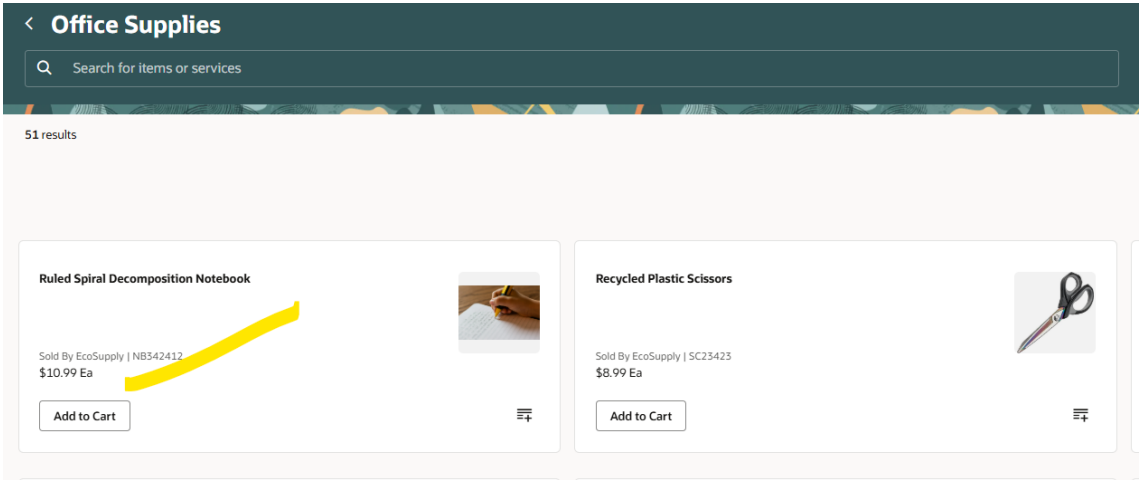 Office Supplies
Search for items or services
51 results
Ruled Spiral Decomposition Notebook
Sold By EcoSupply | NB342412
$10.99 Ea
Add to Cart
Recycled Plastic Scissors
Sold By EcoSupply | SC23423
$8.99 Ea
Add to Cart